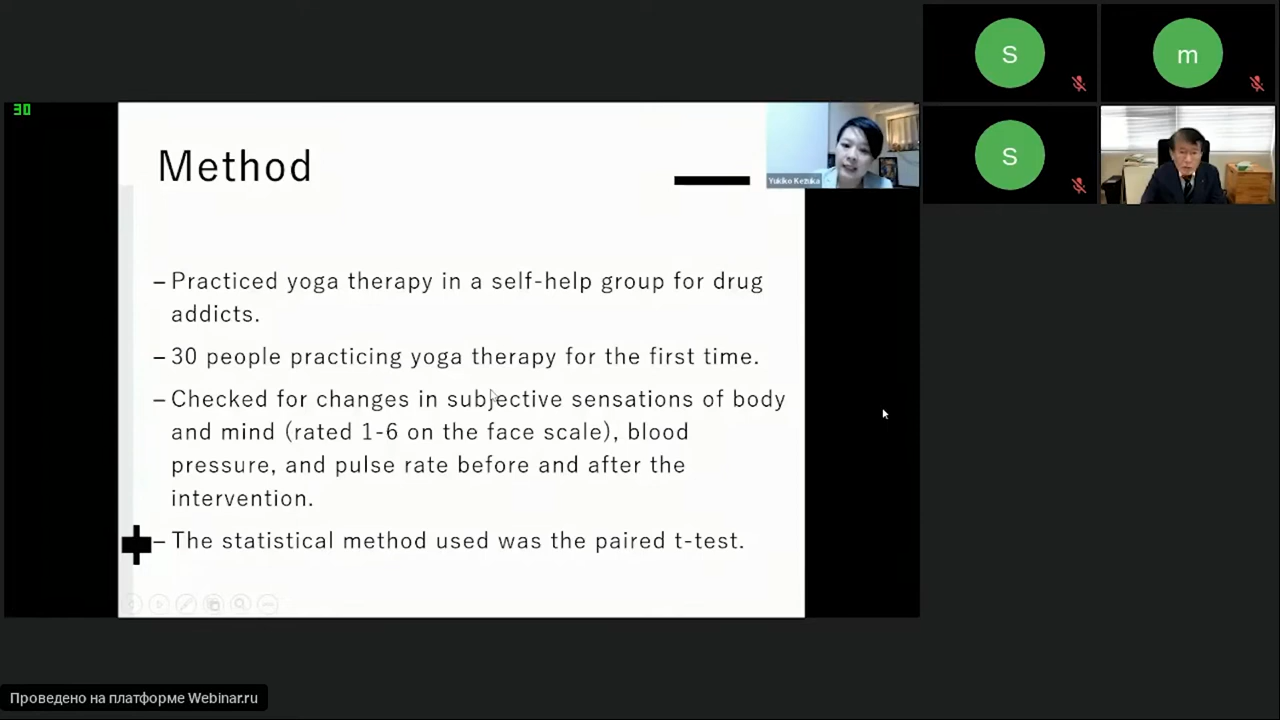 30
S
m
Method
Yukiko Kezuka
S
– Practiced yoga therapy in a self-help group for drug
addicts.
– 30 people practicing yoga therapy for the first time.
– Checked for changes in subjective sensations of body
and mind (rated 1-6 on the face scale), blood
pressure, and pulse rate before and after the
intervention.
– The statistical method used was the paired t-test.
Проведено на платформе Webinar.ru